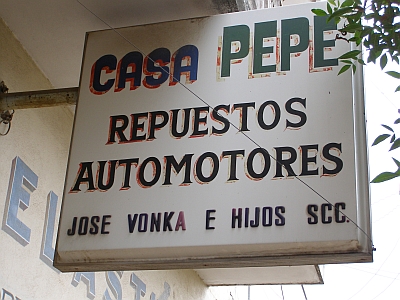 CASA PEPE
REPUESTOS
AUTOMOTORES
JOSE VONKA E HIJOS SCC.